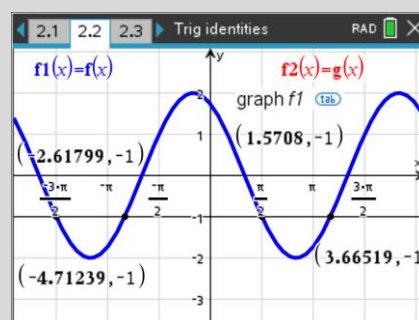 2.1 2.2 2.3 Trig identities RAD
f1(x)=f(x) f2(x)=g(x)
y
2
graph f1 tab
1
(-2.61799,-1) (1.5708,-1)
x
-3·π/2 -π -π/2 π/2 π 3·π/2
-1
-2
(3.66519,-1
(-4.71239,-1)
-3